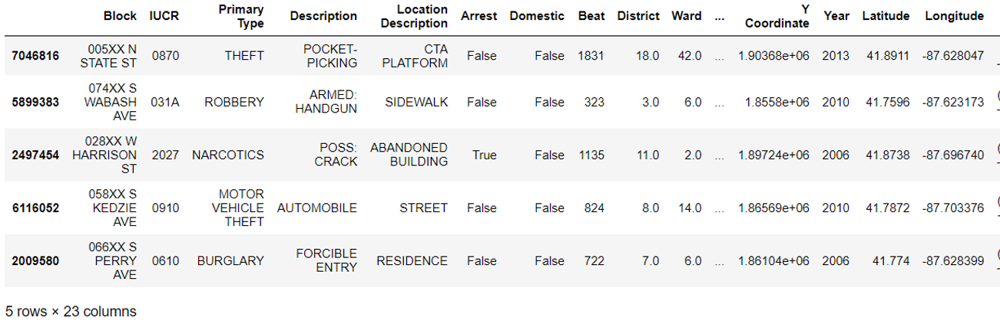 Block IUCR Primary Type Description Location Description Arrest Domestic Beat District Ward ... Y Coordinate Year Latitude Longitude
7046816 005XX N STATE ST 0870 THEFT POCKET-PICKING CTA PLATFORM False False 1831 18.0 42.0 ... 1.90368e+06 2013 41.8911 -87.628047
5899383 074XX S WABASH AVE 031A ROBBERY ARMED: HANDGUN SIDEWALK False False 323 3.0 6.0 ... 1.8558e+06 2010 41.7596 -87.623173
2497454 028XX W HARRISON ST 2027 NARCOTICS POSS: CRACK ABANDONED BUILDING True False 1135 11.0 2.0 ... 1.89724e+06 2006 41.8738 -87.696740
6116052 058XX S KEDZIE AVE 0910 MOTOR VEHICLE THEFT AUTOMOBILE STREET False False 824 8.0 14.0 ... 1.86569e+06 2010 41.7872 -87.703376
2009580 066XX S PERRY AVE 0610 BURGLARY FORCIBLE ENTRY RESIDENCE False False 722 7.0 6.0 ... 1.86104e+06 2006 41.774 -87.628399
5 rows × 23 columns